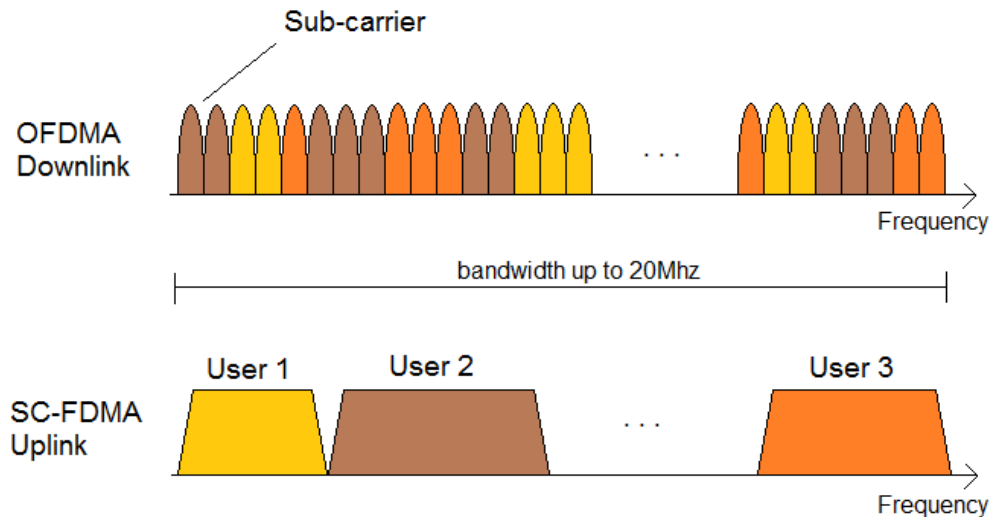 Sub-carrier
OFDMA
Downlink
. . .
Frequency
bandwidth up to 20Mhz
User 1
User 2
User 3
SC-FDMA
Uplink
. . .
Frequency